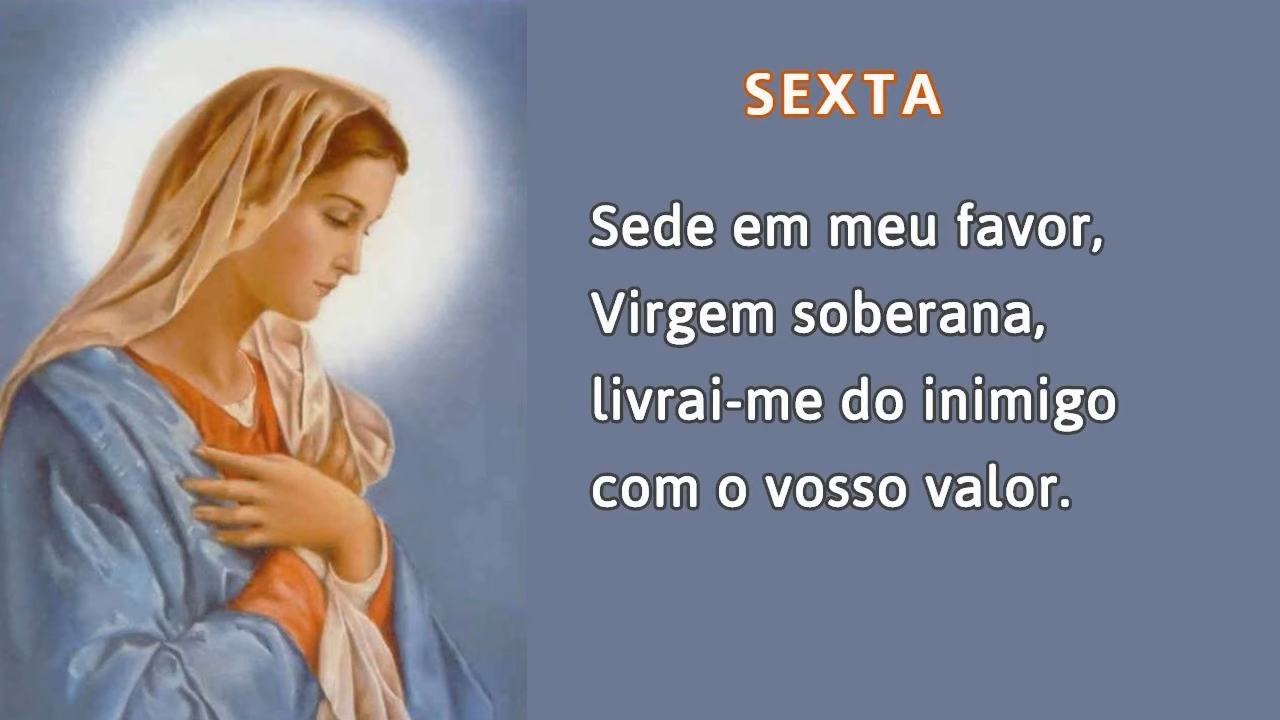 SEXTA
Sede em meu favor,
Virgem soberana,
livrai-me do inimigo
com o vosso valor.